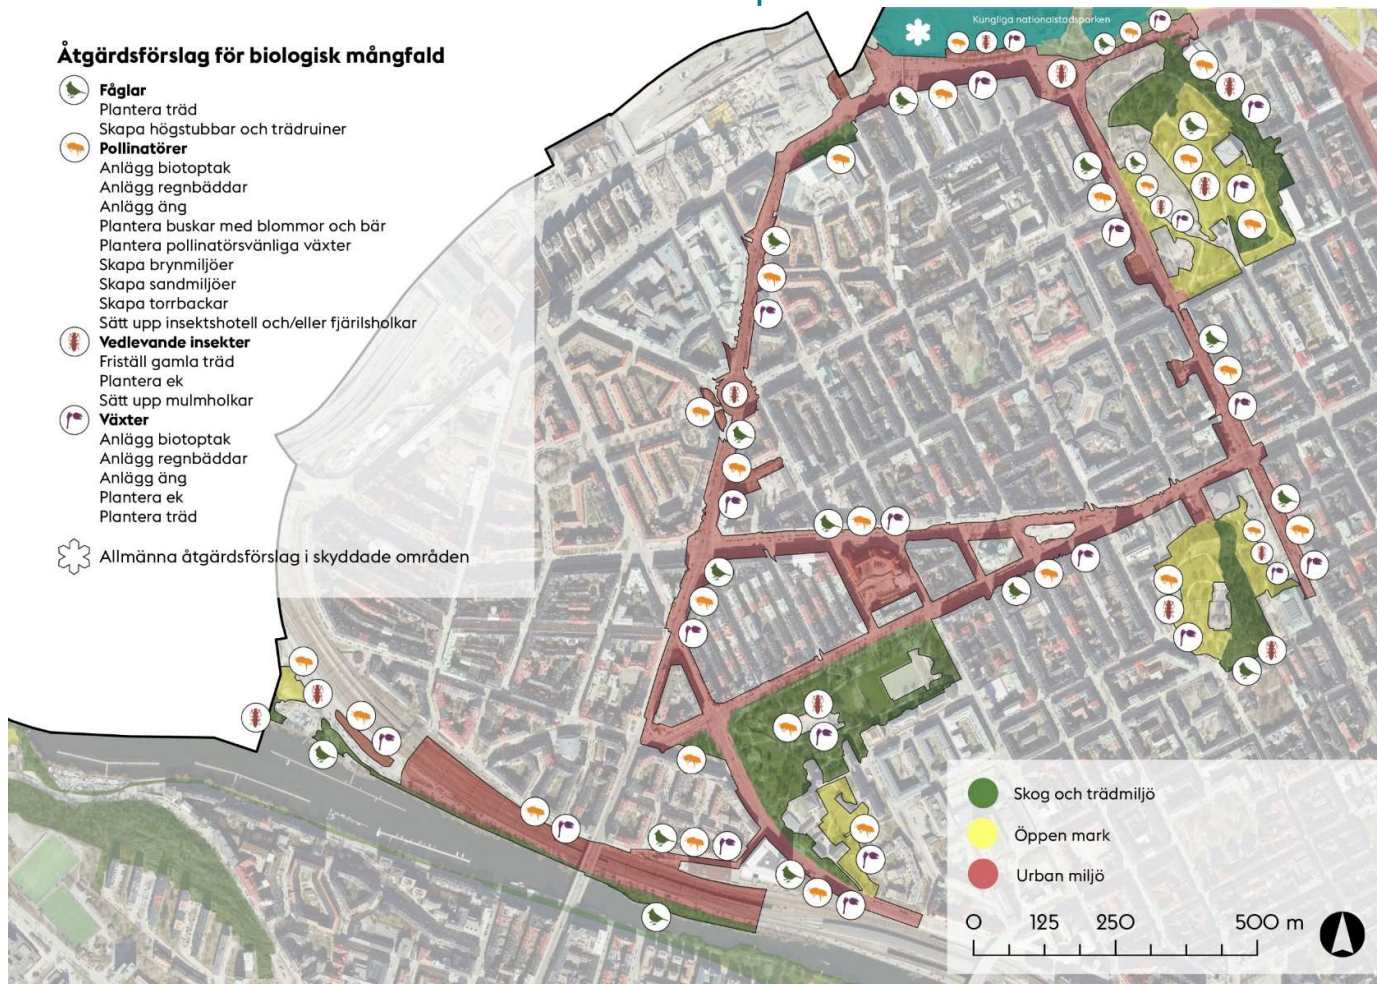 Kungliga nationalstadsparken
Åtgärdsförslag för biologisk mångfald
Fåglar
Plantera träd
Skapa högstubbar och trädruiner
Pollinatörer
Anlägg biotoptak
Anlägg regnbäddar
Anlägg äng
Plantera buskar med blommor och bär
Plantera pollinatörsvänliga växter
Skapa brynmiljöer
Skapa sandmiljöer
Skapa torrbackar
Sätt upp insektshotell och/eller fjärilsholkar
Vedlevande insekter
Friställ gamla träd
Plantera ek
Sätt upp mulmholkar
Växter
Anlägg biotoptak
Anlägg regnbäddar
Anlägg äng
Plantera ek
Plantera träd
Allmänna åtgärdsförslag i skyddade områden
Skog och trädmiljö
Öppen mark
Urban miljö
0 125 250 500 m